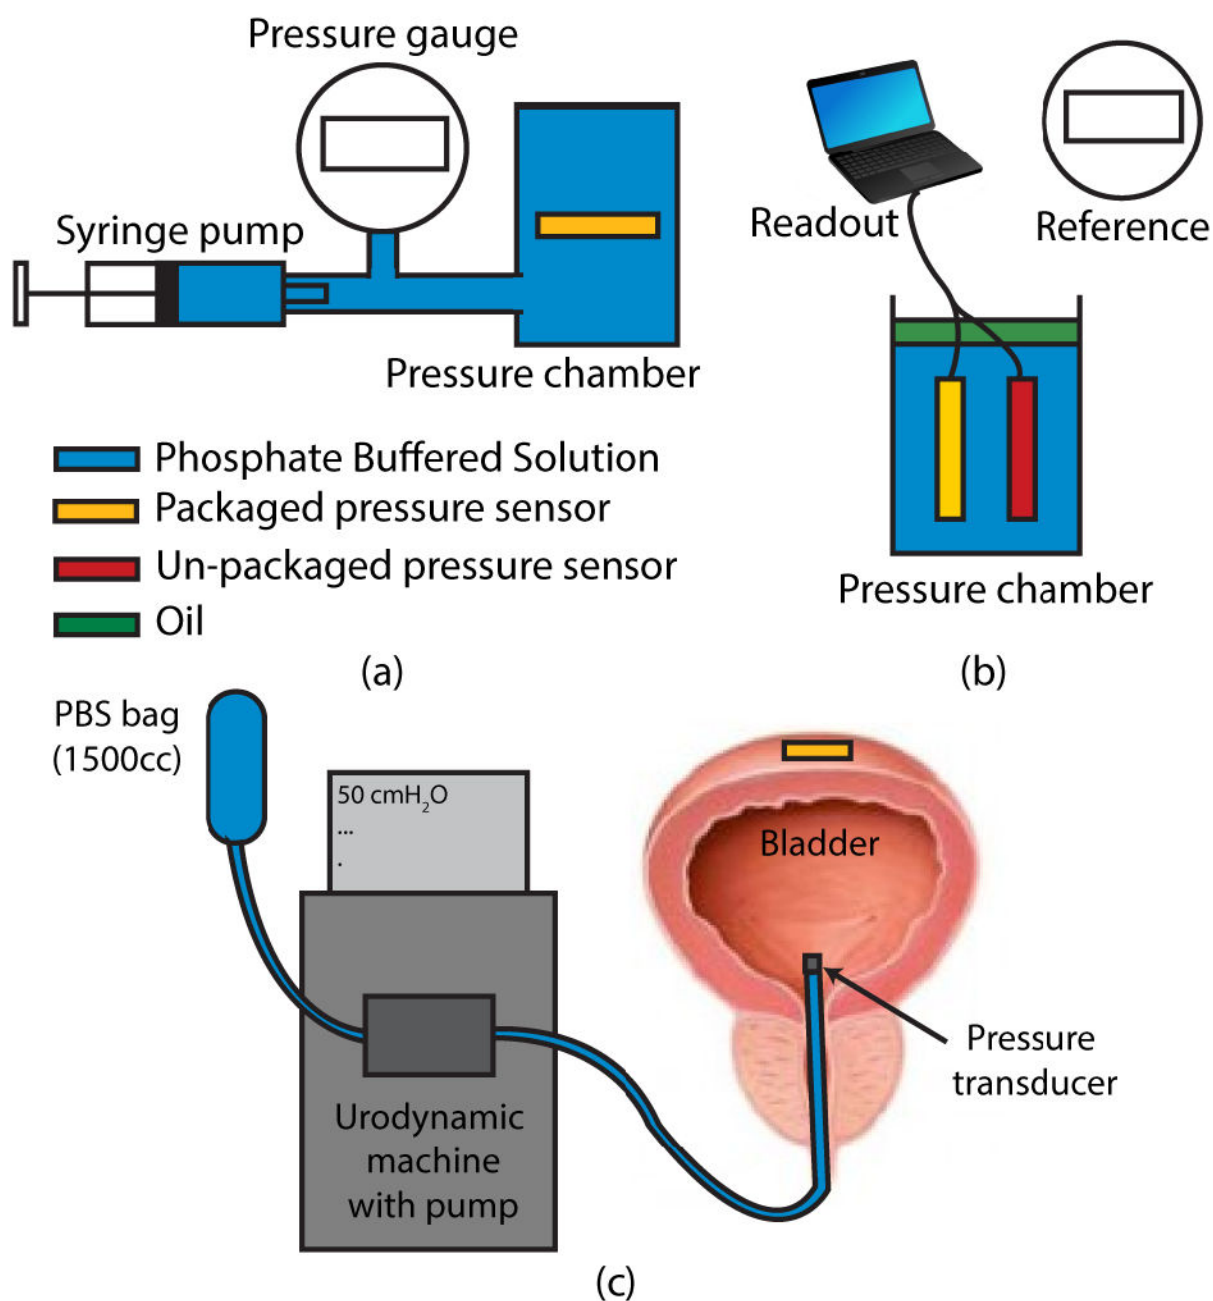 Pressure gauge
Syringe pump
Pressure chamber
Readout
Reference
Pressure chamber
Phosphate Buffered Solution
Packaged pressure sensor
Un-packaged pressure sensor
Oil
(a)
(b)
PBS bag
(1500cc)
50 cmH₂O
...
.
Urodynamic
machine
with pump
Bladder
Pressure
transducer
(c)